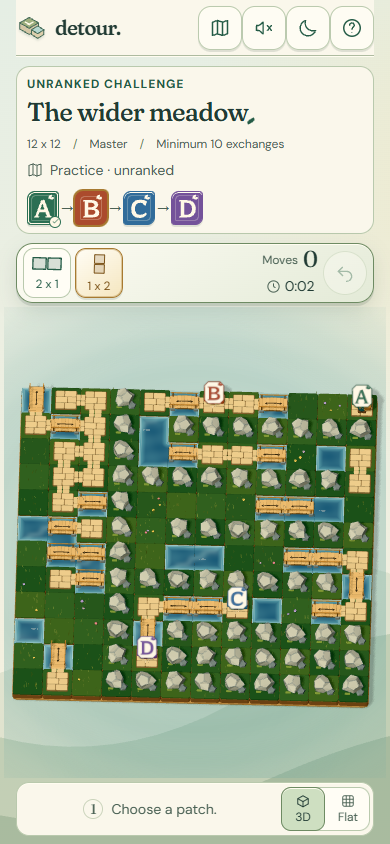 detour.
UNRANKED CHALLENGE
The wider meadow
12 x 12 / Master / Minimum 10 exchanges
Practice · unranked
A → B → C → D
2 x 1
1 x 2
Moves 0
0:02
B
A
C
D
1 Choose a patch.
3D
Flat